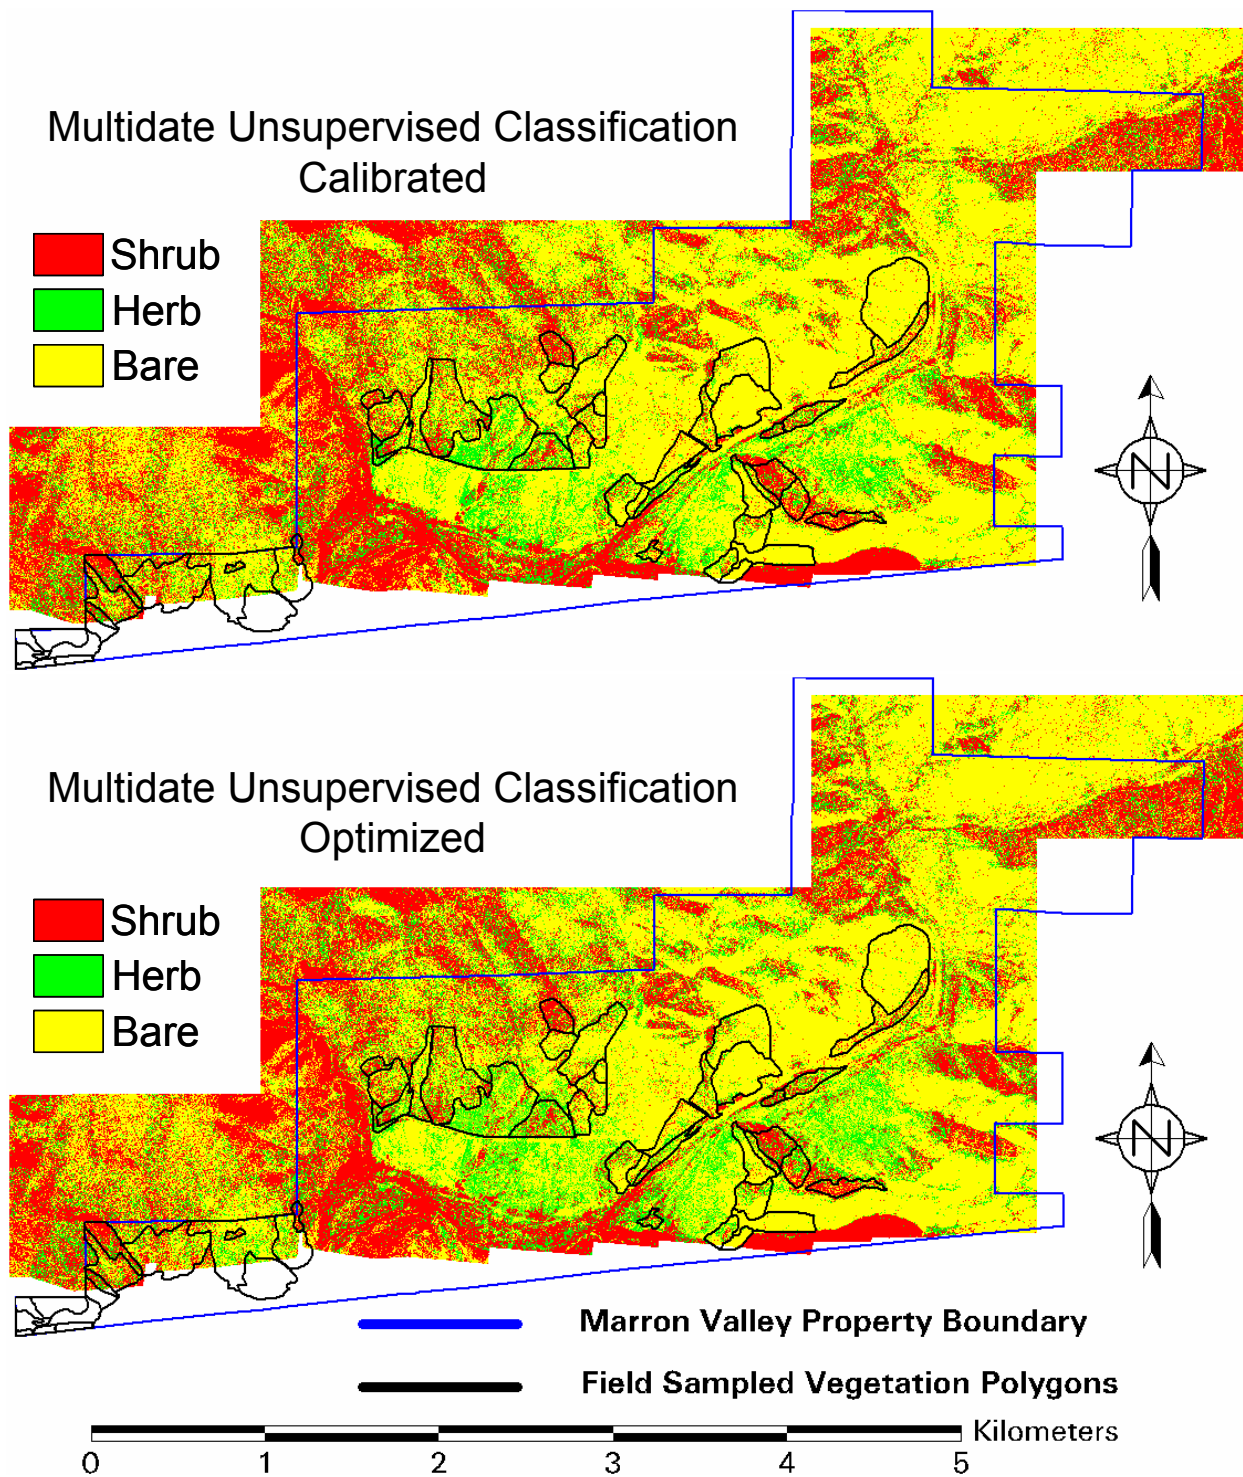 Multidate Unsupervised Classification
Calibrated
Shrub
Herb
Bare
N
Multidate Unsupervised Classification
Optimized
Shrub
Herb
Bare
N
Marron Valley Property Boundary
Field Sampled Vegetation Polygons
Kilometers
0 1 2 3 4 5